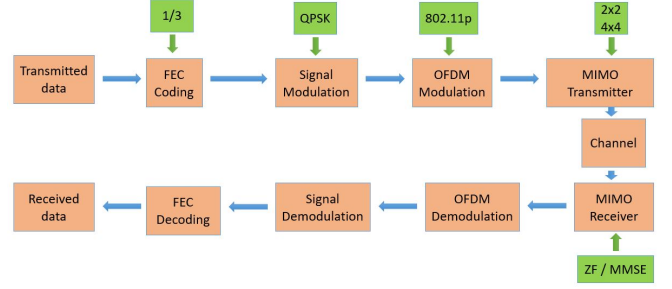 1/3
QPSK
802.11p
2x2
4x4
Transmitted
data
FEC
Coding
Signal
Modulation
OFDM
Modulation
MIMO
Transmitter
Channel
Received
data
FEC
Decoding
Signal
Demodulation
OFDM
Demodulation
MIMO
Receiver
ZF / MMSE